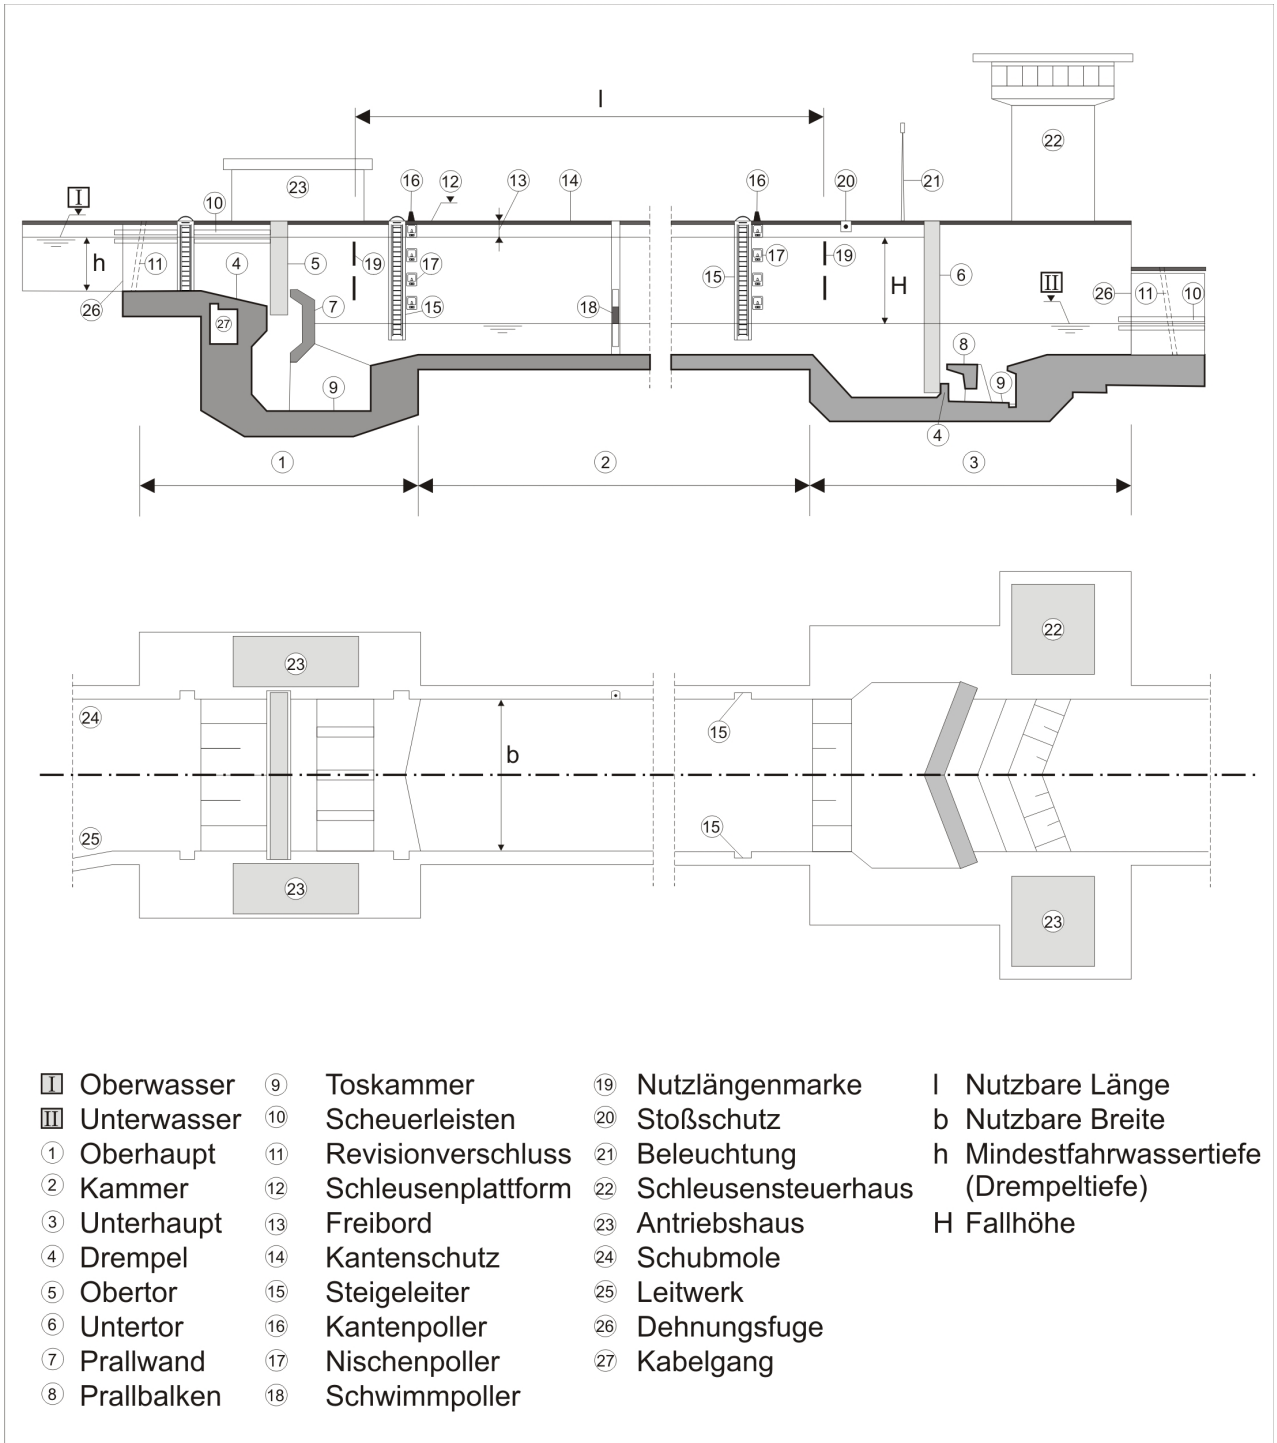 l
22
23
16
12
13
14
16
20
21
I
10
h
11
4
5
19
17
15
17
19
H
6
II
26
11
10
26
27
7
15
18
8
9
9
4
1
2
3
23
22
24
15
b
25
15
23
23
I Oberwasser
II Unterwasser
1 Oberhaupt
2 Kammer
3 Unterhaupt
4 Drempel
5 Obertor
6 Untertor
7 Prallwand
8 Prallbalken
9 Toskammer
10 Scheuerleisten
11 Revisionverschluss
12 Schleusenplattform
13 Freibord
14 Kantenschutz
15 Steigeleiter
16 Kantenpoller
17 Nischenpoller
18 Schwimmpoller
19 Nutzlängenmarke
20 Stoßschutz
21 Beleuchtung
22 Schleusensteuerhaus
23 Antriebshaus
24 Schubmole
25 Leitwerk
26 Dehnungsfuge
27 Kabelgang
l Nutzbare Länge
b Nutzbare Breite
h Mindestfahrwassertiefe
(Drempeltiefe)
H Fallhöhe